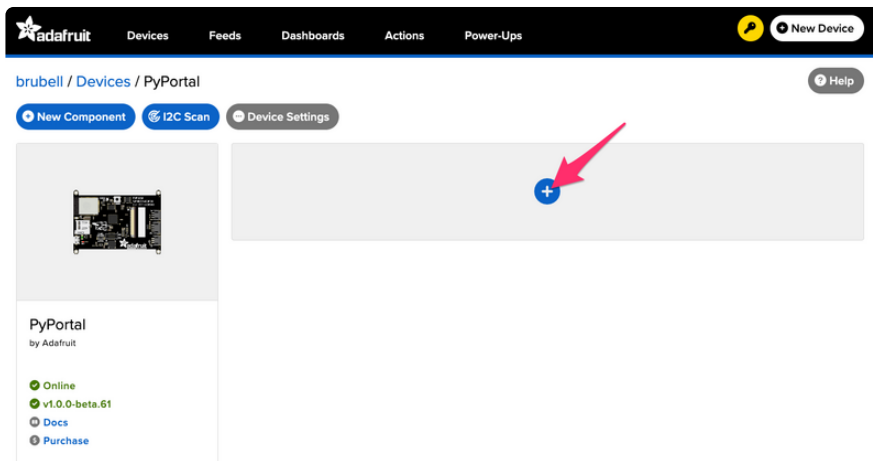 adafruit Devices Feeds Dashboards Actions Power-Ups New Device
brubell / Devices / PyPortal Help
New Component I2C Scan Device Settings
adafruit
PyPortal
by Adafruit
Online
v1.0.0-beta.61
Docs
Purchase